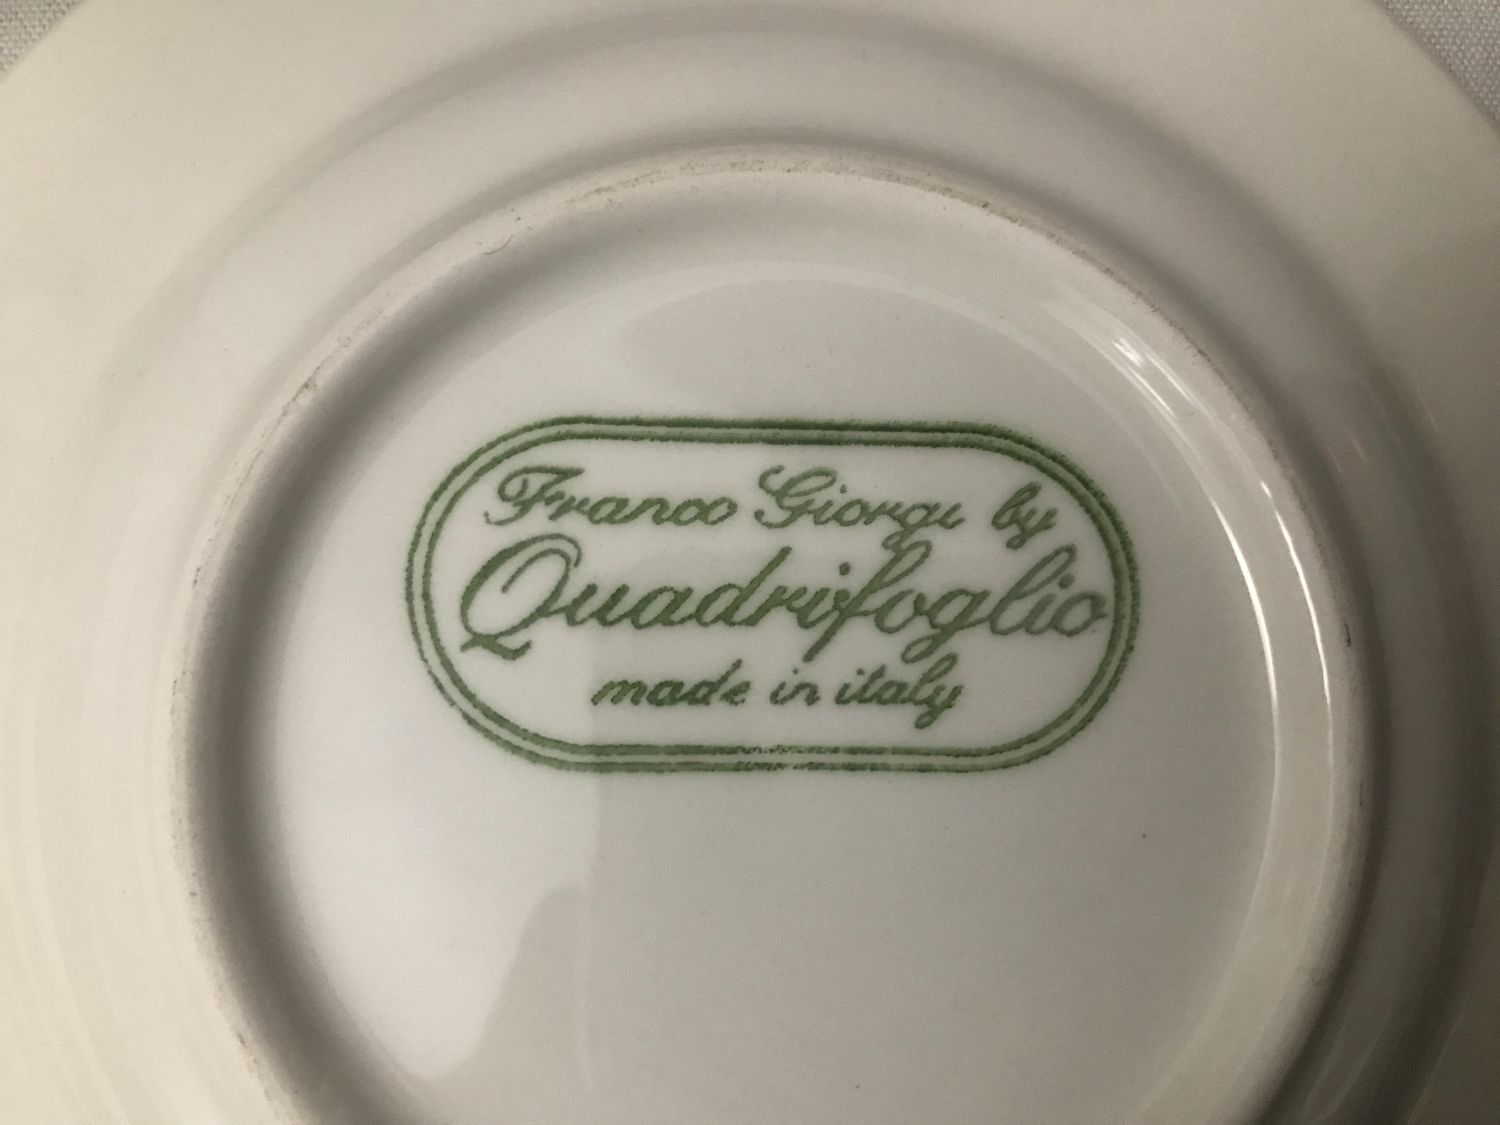 Franco Giorgi by
Quadrifoglio
made in italy